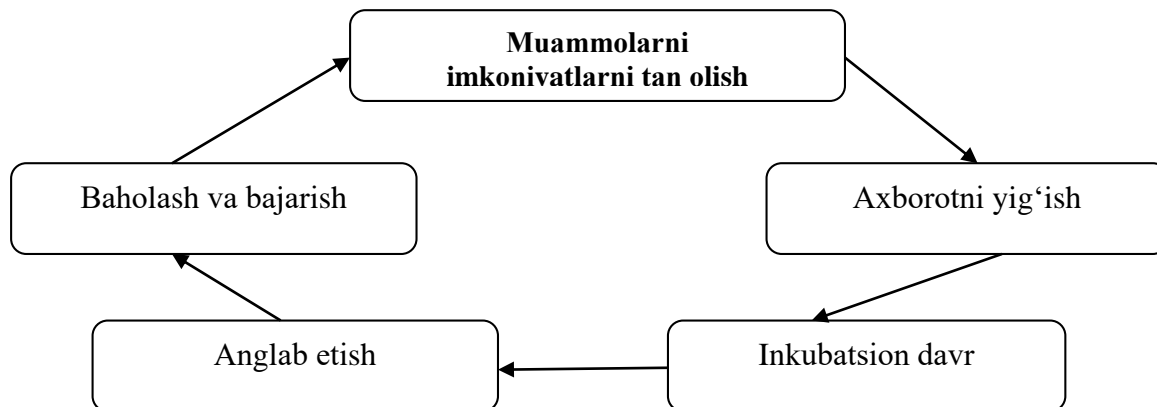 Muammolarni
imkonivatlarni tan olish
Baholash va bajarish
Axborotni yig‘ish
Anglab etish
Inkubatsion davr